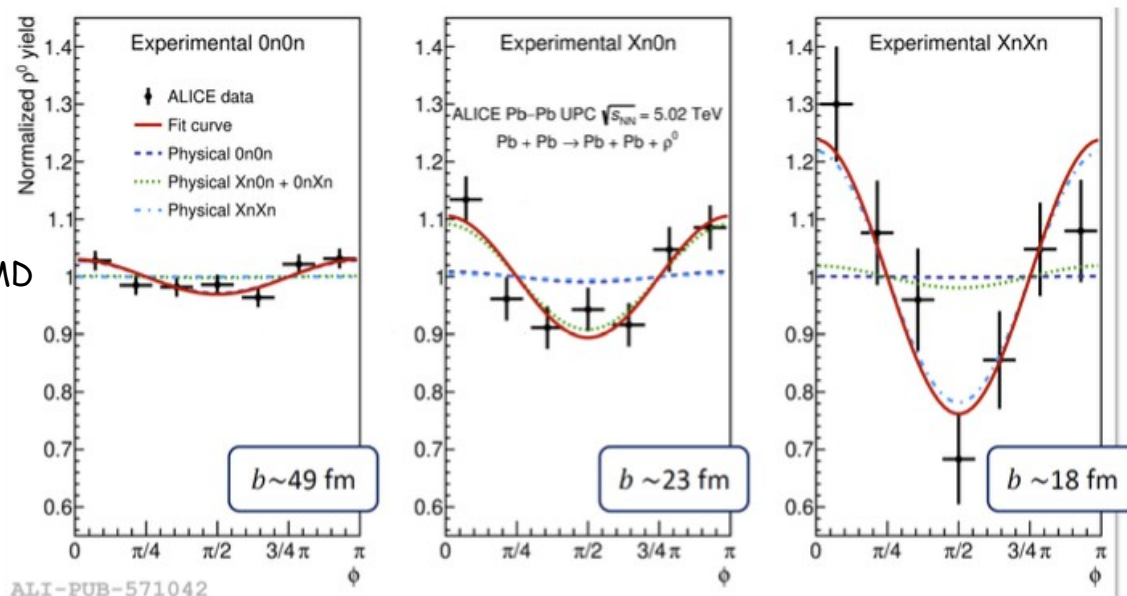 Normalized ρ⁰ yield
1.4
1.3
1.2
1.1
1
0.9
0.8
0.7
0.6
Experimental 0n0n
ALICE data
Fit curve
Physical 0n0n
Physical Xn0n + 0nXn
Physical XnXn
b~49 fm
0 π/4 π/2 3/4 π π
ϕ
MD
1.4
1.3
1.2
1.1
1
0.9
0.8
0.7
0.6
Experimental Xn0n
ALICE Pb–Pb UPC √sNN = 5.02 TeV
Pb + Pb → Pb + Pb + ρ⁰
b ~23 fm
0 π/4 π/2 3/4 π π
ϕ
1.4
1.3
1.2
1.1
1
0.9
0.8
0.7
0.6
Experimental XnXn
b ~18 fm
0 π/4 π/2 3/4 π π
ϕ
ALI-PUB-571042